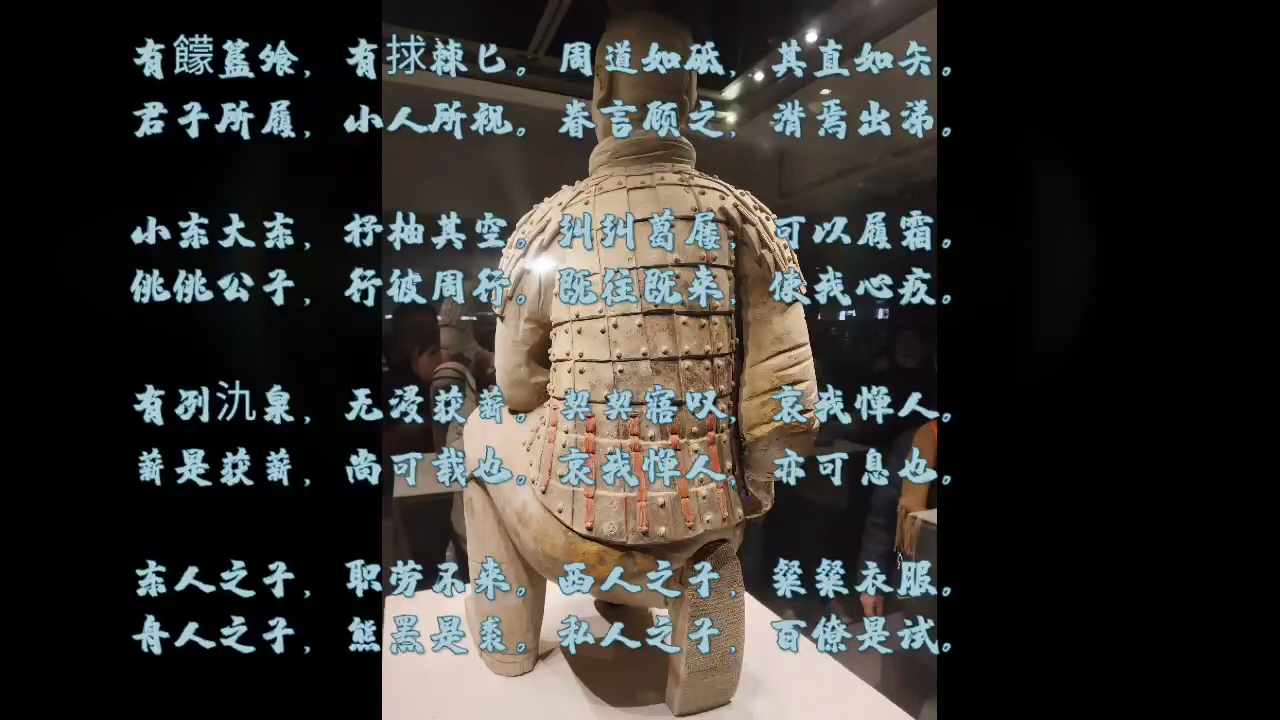 有饛簋飧，有捄棘匕。周道如砥，其直如矢。
君子所履，小人所视。眷言顾之，潸焉出涕。
小东大东，杼柚其空。纠纠葛屦，可以履霜。
佻佻公子，行彼周行。既往既来，使我心疚。
有冽氿泉，无浸获薪。契契寤叹，哀我惮人。
薪是获薪，尚可载也。哀我惮人，亦可息也。
东人之子，职劳不来。西人之子，粲粲衣服。
舟人之子，熊罴是裘。私人之子，百僚是试。